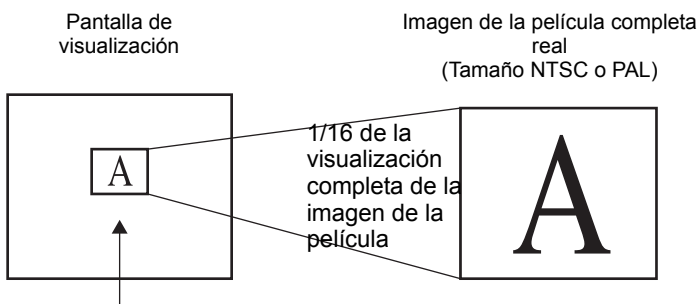 Pantalla de
visualización
Imagen de la película completa
real
(Tamaño NTSC o PAL)
A
1/16 de la
visualización
completa de la
imagen de la
película
A